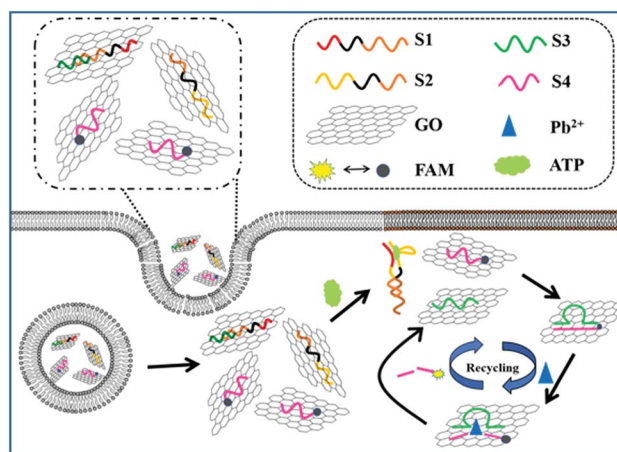 S1 S3
S2 S4
GO Pb²⁺
FAM ATP
Recycling